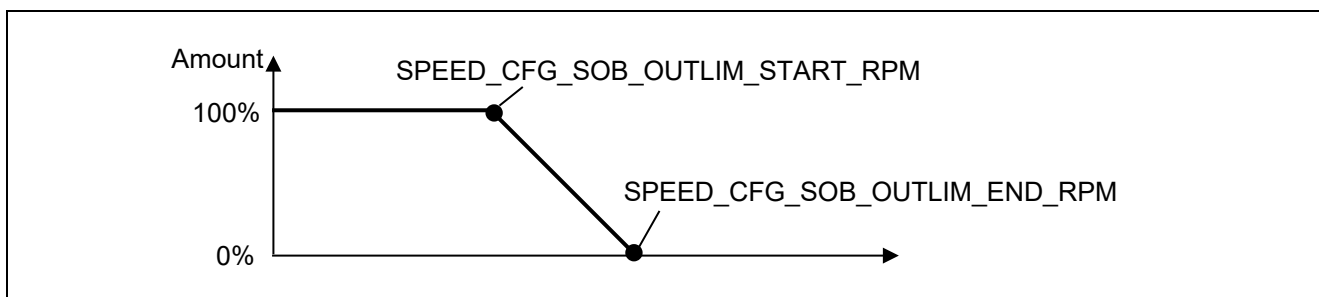 Amount
SPEED_CFG_SOB_OUTLIM_START_RPM
100%
SPEED_CFG_SOB_OUTLIM_END_RPM
0%